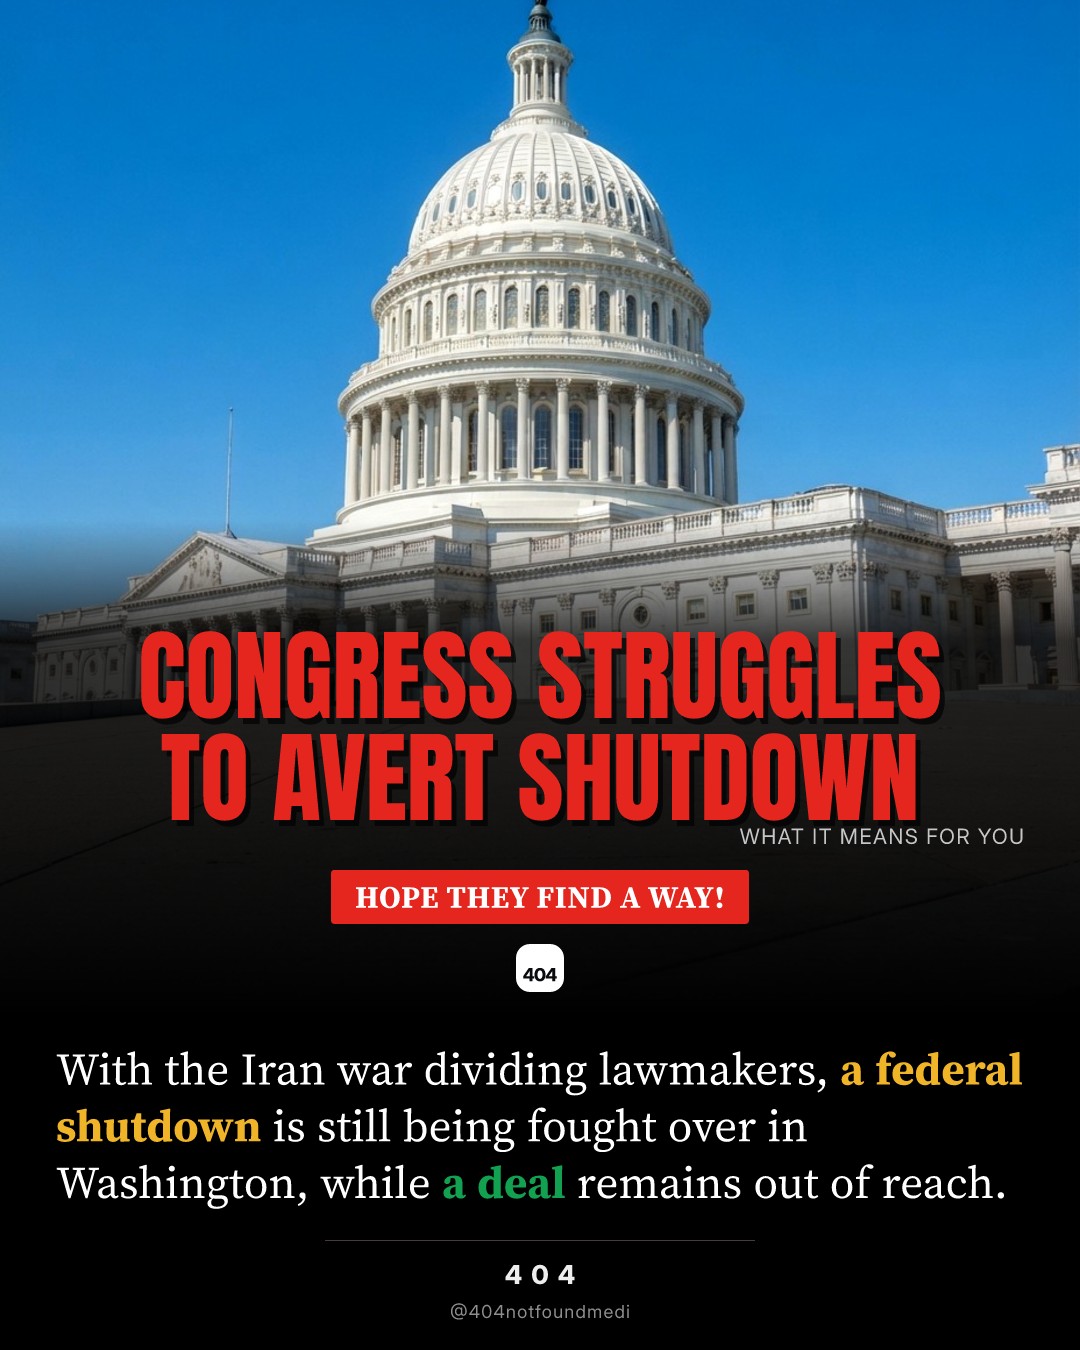 CONGRESS STRUGGLES
TO AVERT SHUTDOWN
WHAT IT MEANS FOR YOU
HOPE THEY FIND A WAY!
404
With the Iran war dividing lawmakers, a federal
shutdown is still being fought over in
Washington, while a deal remains out of reach.
404
@404notfoundmedi